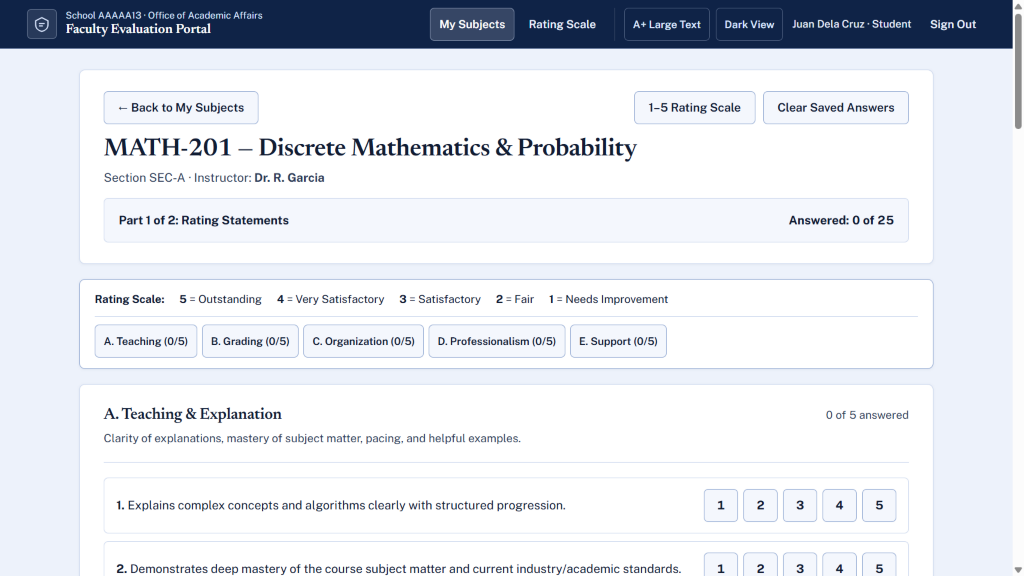 School AAAAA13 · Office of Academic Affairs
Faculty Evaluation Portal
My Subjects
Rating Scale
A+ Large Text
Dark View
Juan Dela Cruz · Student
Sign Out
← Back to My Subjects
1–5 Rating Scale
Clear Saved Answers
MATH-201 – Discrete Mathematics & Probability
Section SEC-A · Instructor: Dr. R. Garcia
Part 1 of 2: Rating Statements
Answered: 0 of 25
Rating Scale: 5 = Outstanding 4 = Very Satisfactory 3 = Satisfactory 2 = Fair 1 = Needs Improvement
A. Teaching (0/5)
B. Grading (0/5)
C. Organization (0/5)
D. Professionalism (0/5)
E. Support (0/5)
A. Teaching & Explanation
0 of 5 answered
Clarity of explanations, mastery of subject matter, pacing, and helpful examples.
1. Explains complex concepts and algorithms clearly with structured progression.
1 2 3 4 5
2. Demonstrates deep mastery of the course subject matter and current industry/academic standards.
1 2 3 4 5